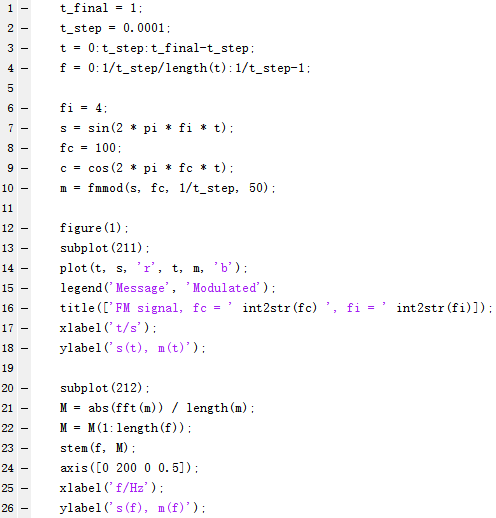 1 - t_final = 1;
2 - t_step = 0.0001;
3 - t = 0:t_step:t_final-t_step;
4 - f = 0:1/t_step/length(t):1/t_step-1;
5
6 - fi = 4;
7 - s = sin(2 * pi * fi * t);
8 - fc = 100;
9 - c = cos(2 * pi * fc * t);
10 - m = fmmod(s, fc, 1/t_step, 50);
11
12 - figure(1);
13 - subplot(211);
14 - plot(t, s, 'r', t, m, 'b');
15 - legend('Message', 'Modulated');
16 - title(['FM signal, fc = ' int2str(fc) ', fi = ' int2str(fi)]);
17 - xlabel('t/s');
18 - ylabel('s(t), m(t)');
19
20 - subplot(212);
21 - M = abs(fft(m)) / length(m);
22 - M = M(1:length(f));
23 - stem(f, M);
24 - axis([0 200 0 0.5]);
25 - xlabel('f/Hz');
26 - ylabel('s(f), m(f)');